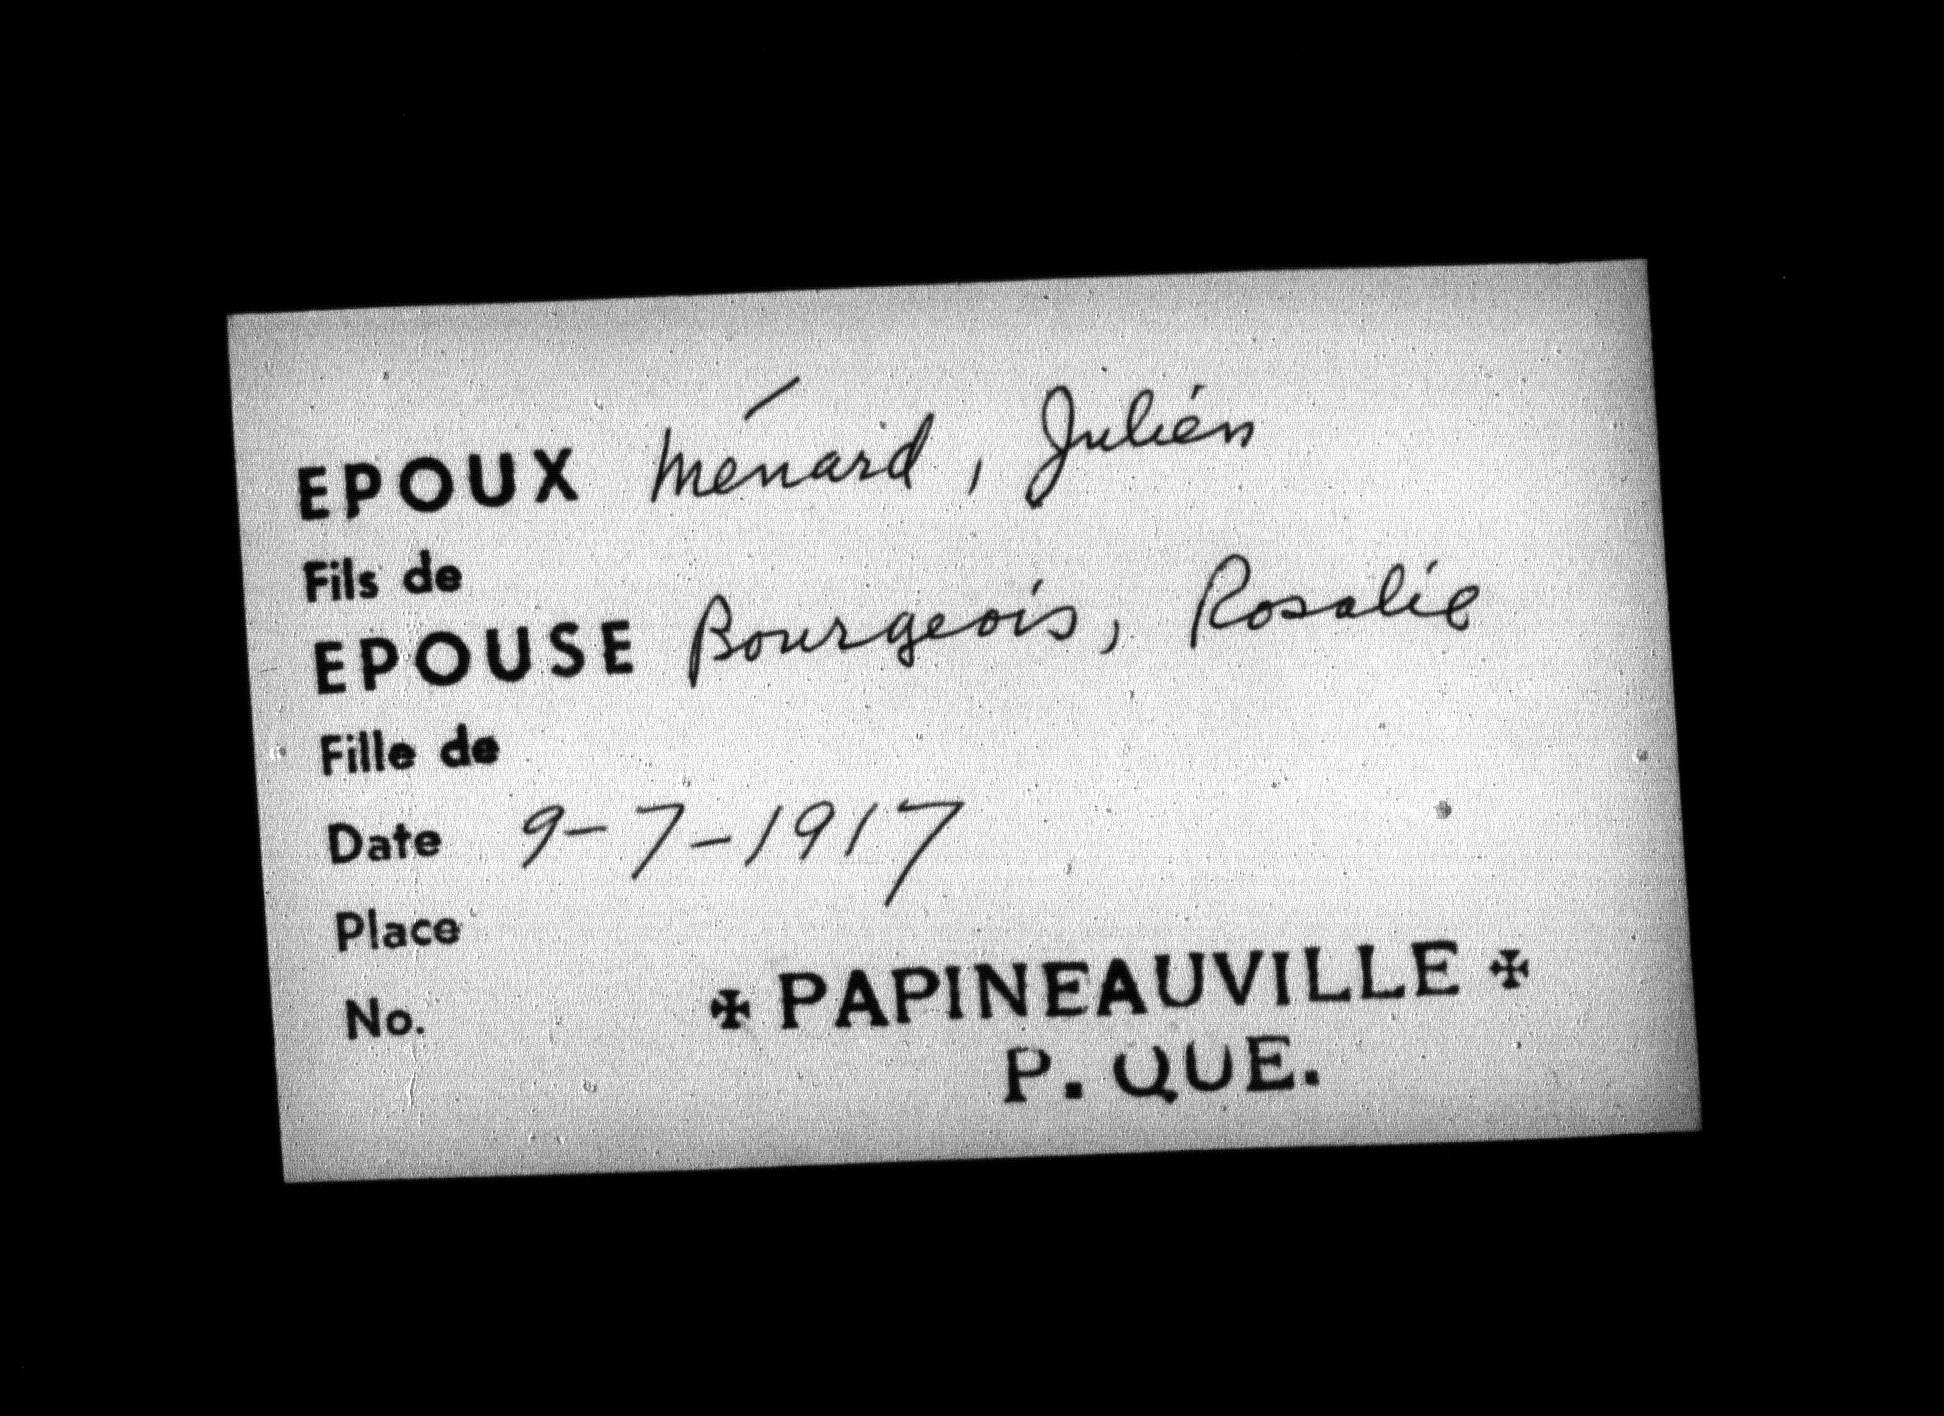 EPOUX Ménard, Julien
Fils de
EPOUSE Bourgeois, Rosalie
Fille de
Date 9-7-1917
Place
No. ✠ PAPINEAUVILLE ✠
P. QUE.